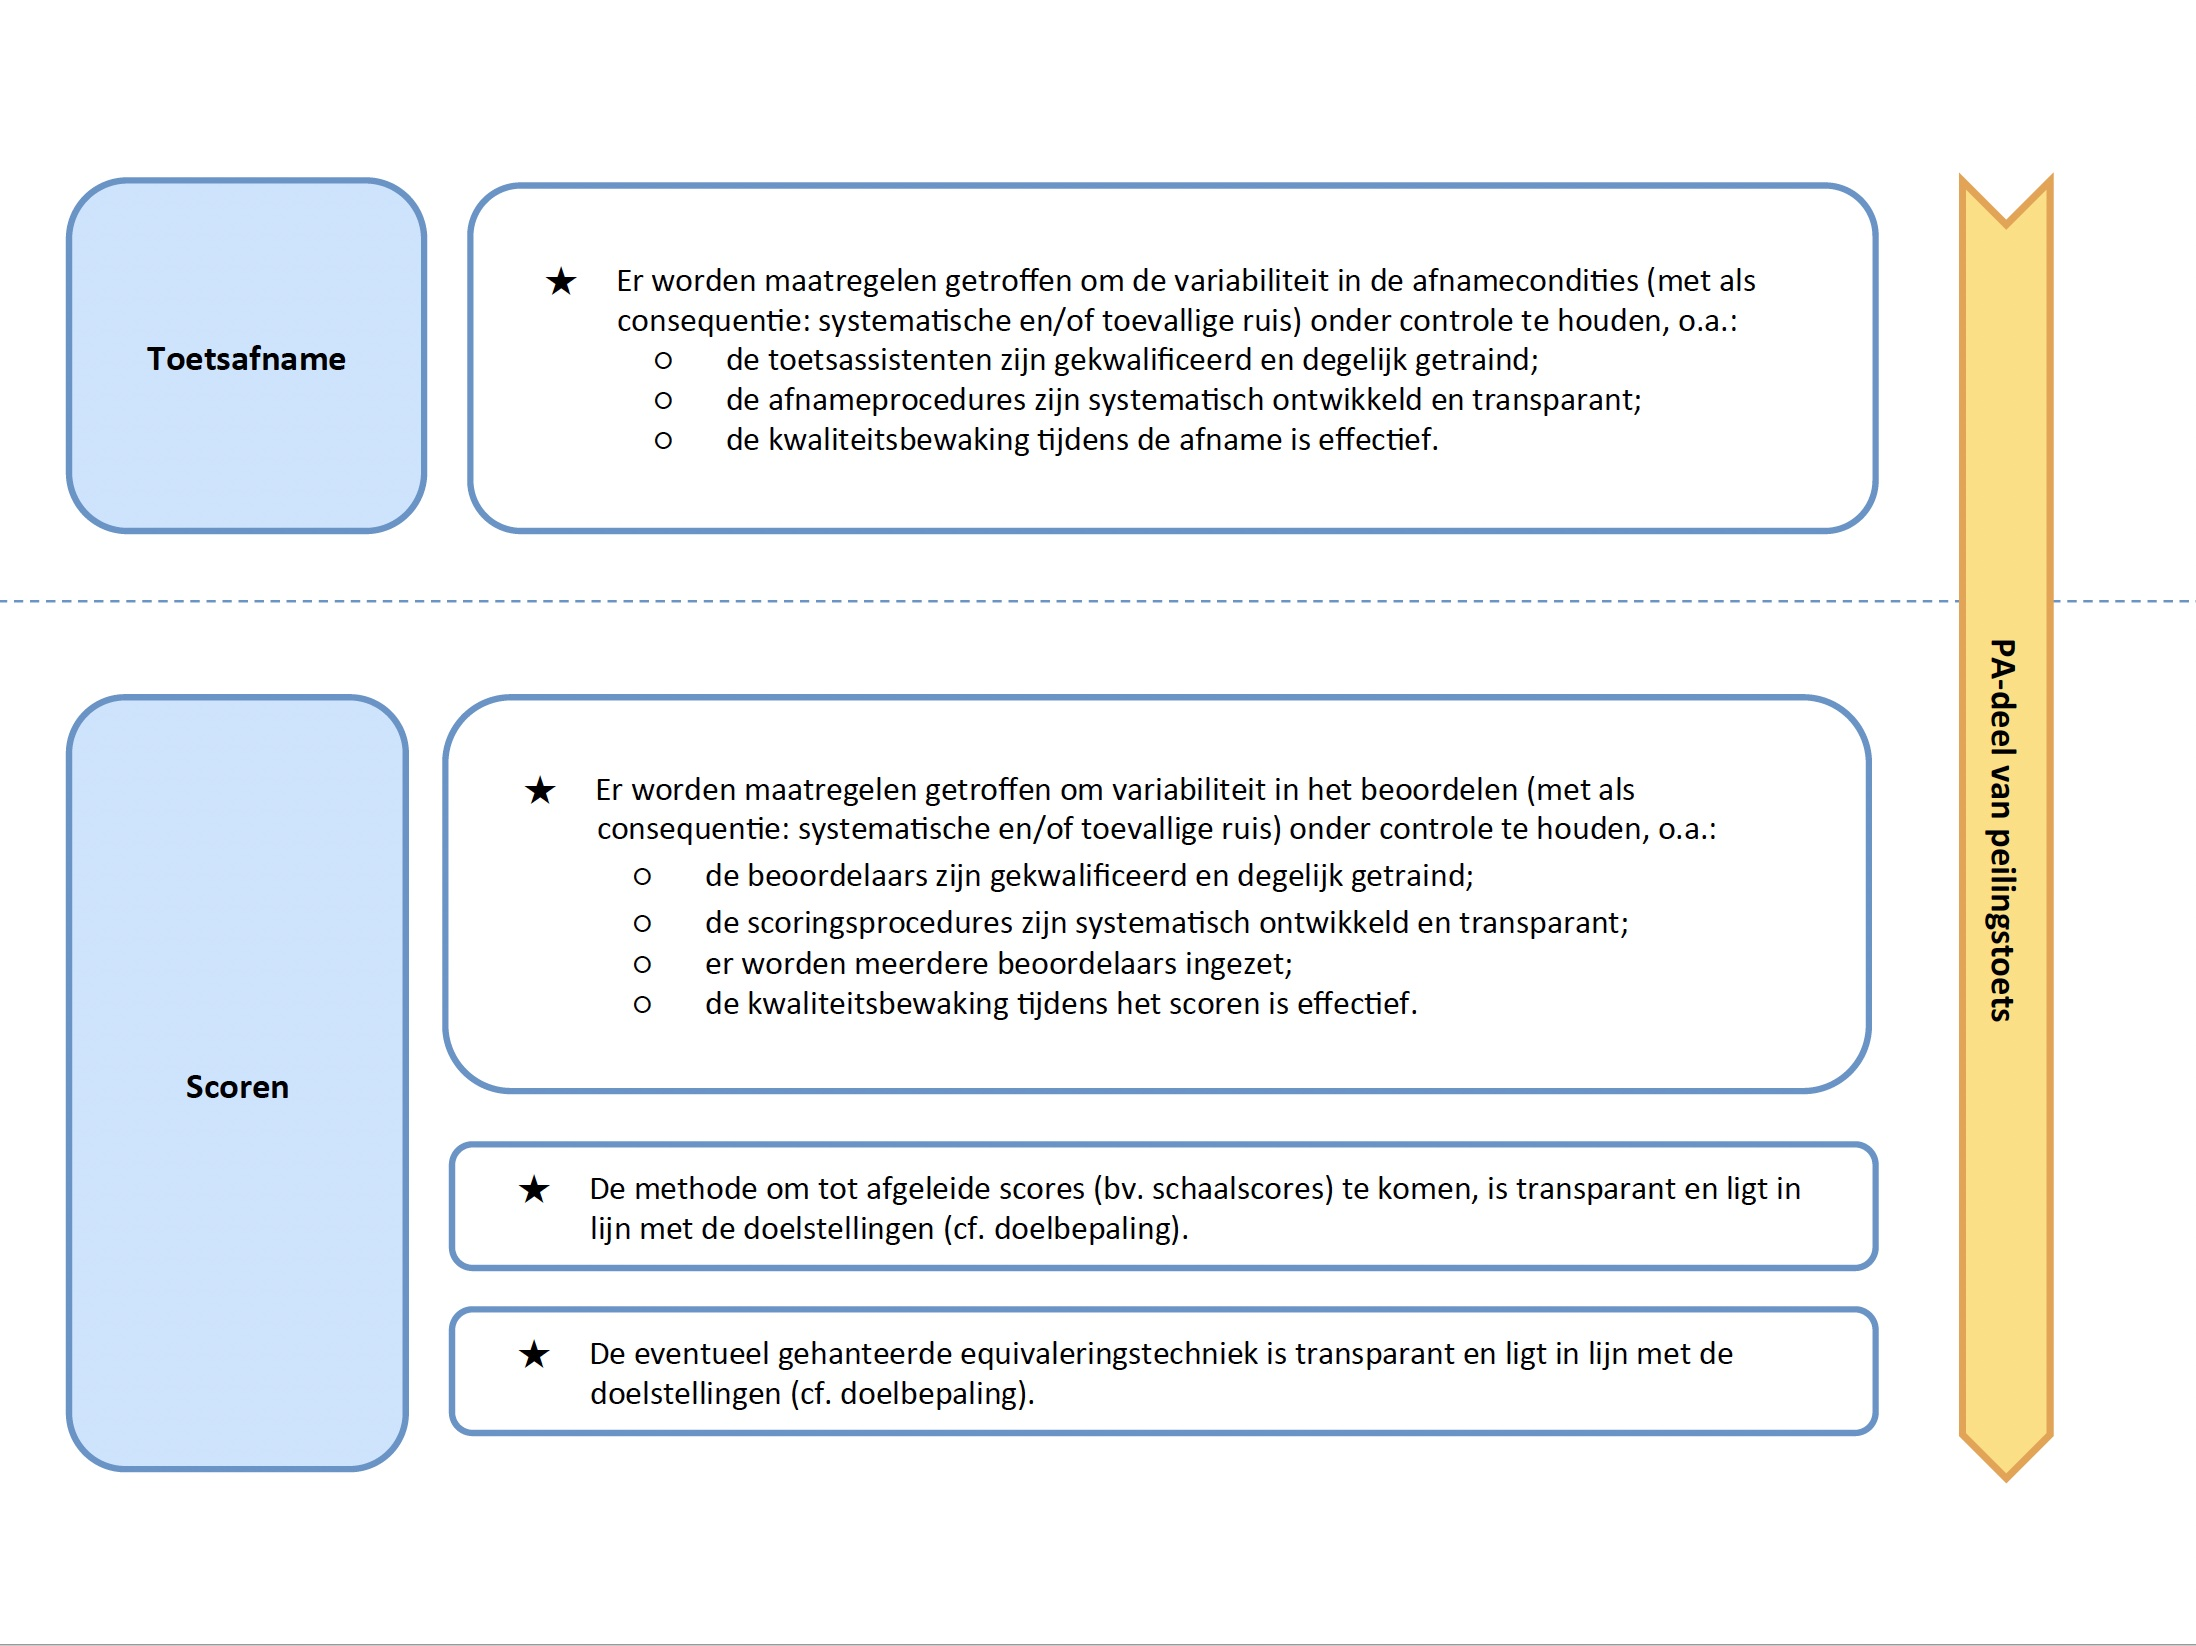 Toetsafname
★ Er worden maatregelen getroffen om de variabiliteit in de afnamecondities (met als
consequentie: systematische en/of toevallige ruis) onder controle te houden, o.a.:
○ de toetsassistenten zijn gekwalificeerd en degelijk getraind;
○ de afnameprocedures zijn systematisch ontwikkeld en transparant;
○ de kwaliteitsbewaking tijdens de afname is effectief.
Scoren
★ Er worden maatregelen getroffen om variabiliteit in het beoordelen (met als
consequentie: systematische en/of toevallige ruis) onder controle te houden, o.a.:
○ de beoordelaars zijn gekwalificeerd en degelijk getraind;
○ de scoringsprocedures zijn systematisch ontwikkeld en transparant;
○ er worden meerdere beoordelaars ingezet;
○ de kwaliteitsbewaking tijdens het scoren is effectief.
★ De methode om tot afgeleide scores (bv. schaalscores) te komen, is transparant en ligt in
lijn met de doelstellingen (cf. doelbepaling).
★ De eventueel gehanteerde equivaleringstechniek is transparant en ligt in lijn met de
doelstellingen (cf. doelbepaling).
PA-deel van peilingstoets